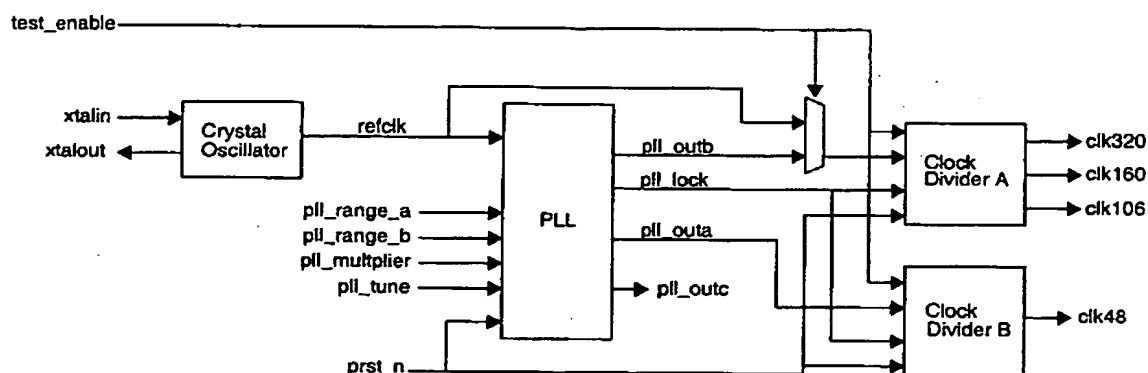 test_enable
xtalin
xtalout
Crystal
Oscillator
refclk
pll_range_a
pll_range_b
pll_multplier
pll_tune
prst_n
PLL
pll_outb
pll_lock
pll_outa
pll_outc
Clock
Divider A
clk320
clk160
clk106
Clock
Divider B
clk48